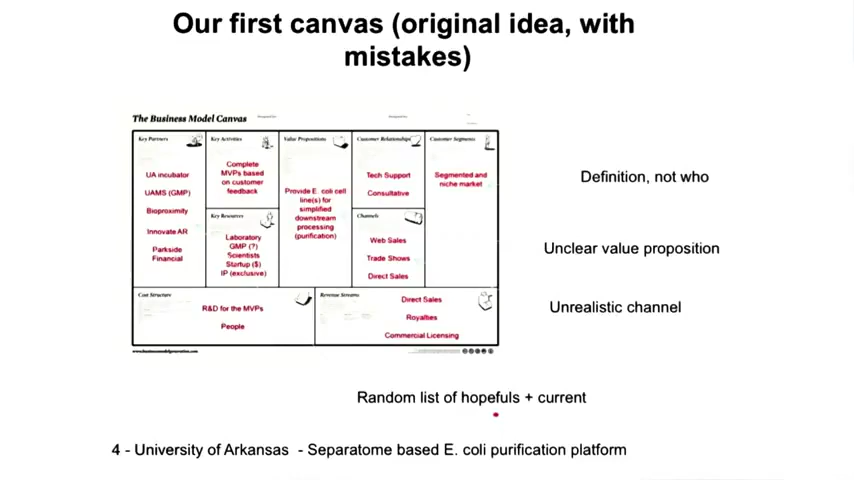 Our first canvas (original idea, with
mistakes)
The Business Model Canvas
Key Partners
UA incubator
UAMS (GMP)
Bioproximity
Innovate AR
Parkside
Financial
Key Activities
Complete
MVPs based
on customer
feedback
Key Resources
Laboratory
GMP (?)
Scientists
Startup ($)
IP (exclusive)
Value Propositions
Provide E. coli cell
line(s) for
simplified
downstream
processing
(purification)
Customer Relationships
Tech Support
Consultative
Channels
Web Sales
Trade Shows
Direct Sales
Customer Segments
Segmented and
niche market
Cost Structure
R&D for the MVPs
People
Revenue Streams
Direct Sales
Royalties
Commercial Licensing
www.businessmodelgeneration.com
Definition, not who
Unclear value proposition
Unrealistic channel
Random list of hopefuls + current
4 - University of Arkansas - Separatome based E. coli purification platform